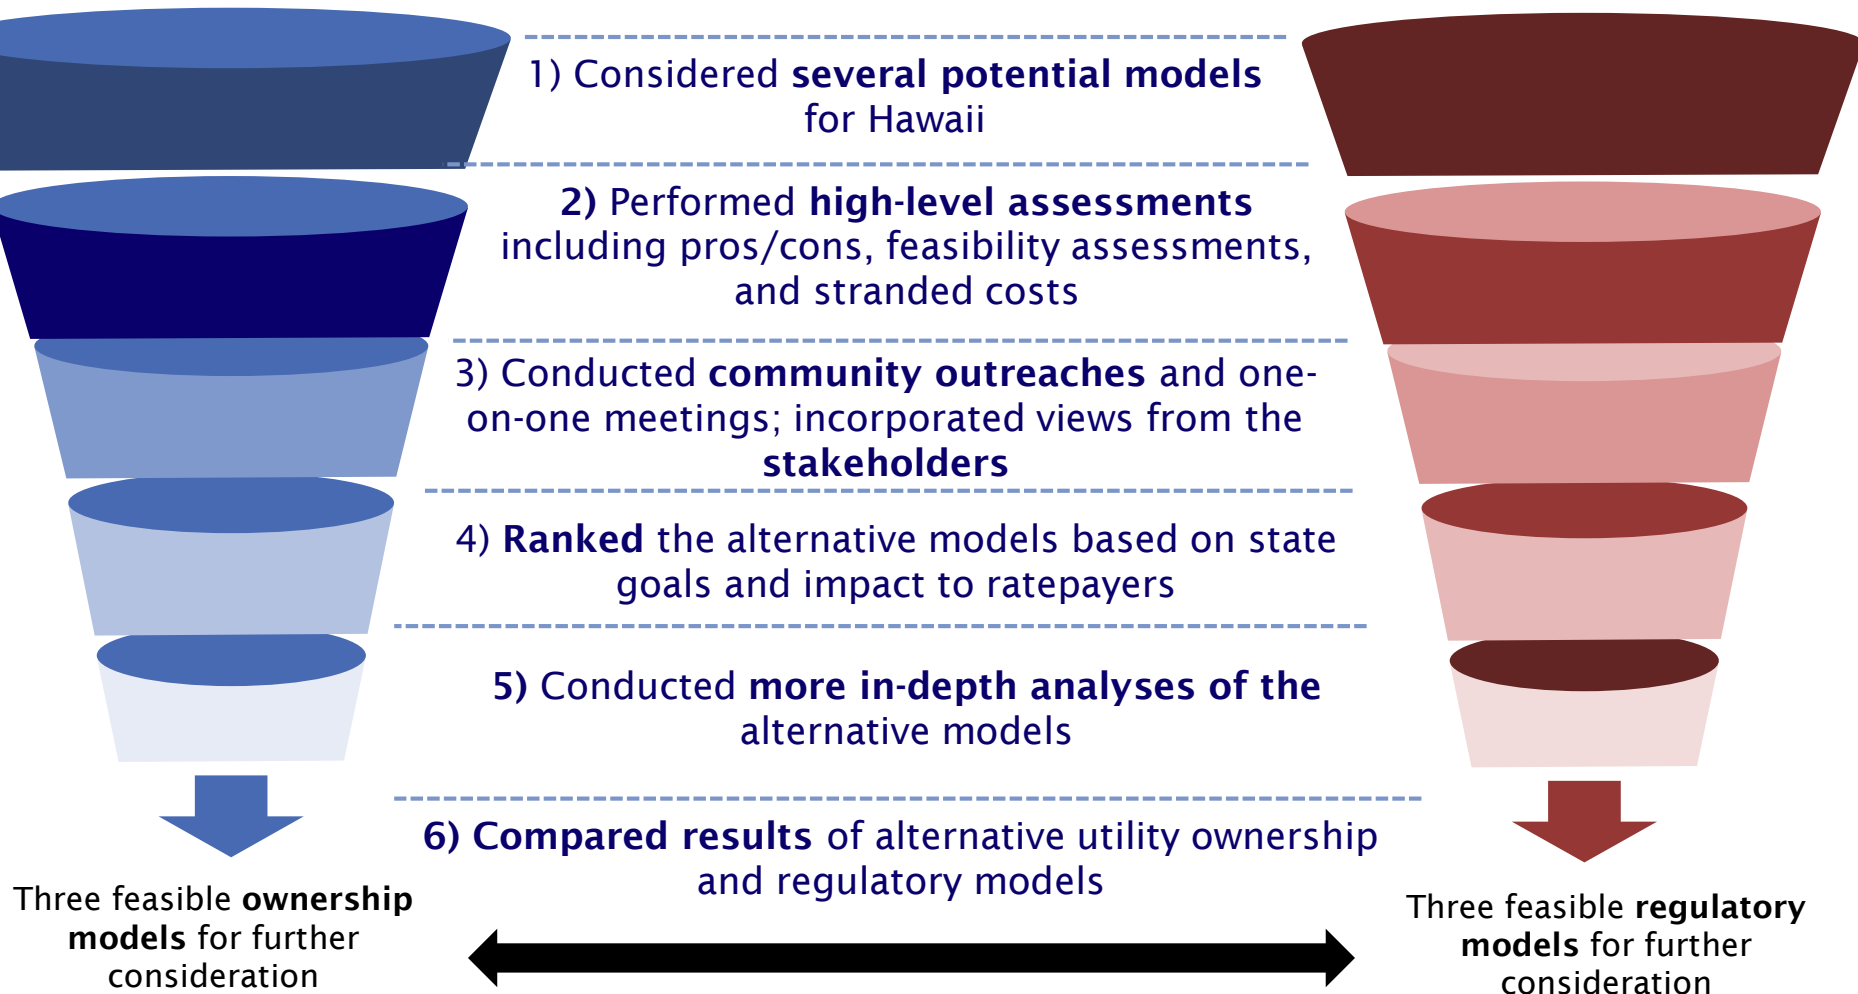 1) Considered several potential models
for Hawaii
2) Performed high-level assessments
including pros/cons, feasibility assessments,
and stranded costs
3) Conducted community outreaches and one-
on-one meetings; incorporated views from the
stakeholders
4) Ranked the alternative models based on state
goals and impact to ratepayers
5) Conducted more in-depth analyses of the
alternative models
6) Compared results of alternative utility ownership
and regulatory models
Three feasible ownership
models for further
consideration
Three feasible regulatory
models for further
consideration